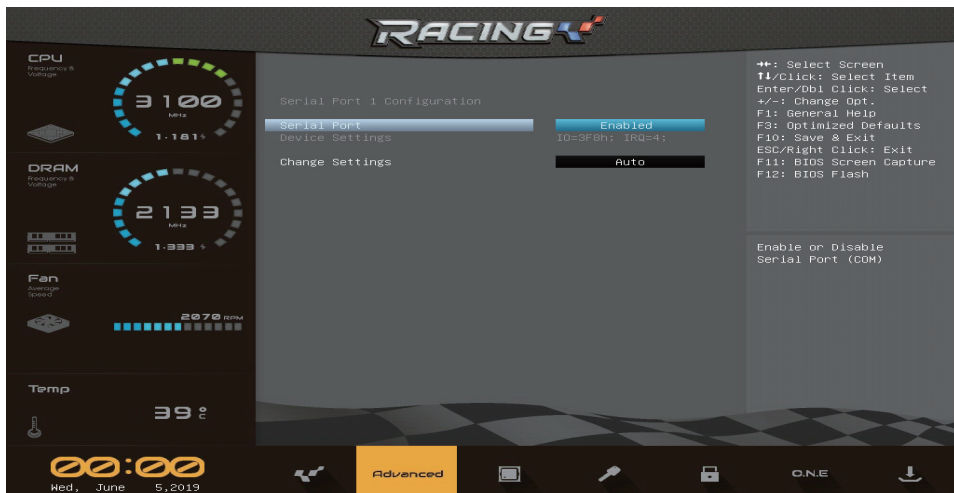 RACING
CPU
Frequency &
Voltage
3100
MHz
1.181
DRAM
Frequency &
Voltage
2133
MHz
1.333
Fan
Average
Speed
2070 RPM
Temp
39°C
Serial Port 1 Configuration
Serial Port Enabled
Device Settings IO=3F8h; IRQ=4;
Change Settings Auto
→←: Select Screen
↑↓/Click: Select Item
Enter/Dbl Click: Select
+/-: Change Opt.
F1: General Help
F3: Optimized Defaults
F10: Save & Exit
ESC/Right Click: Exit
F11: BIOS Screen Capture
F12: BIOS Flash
Enable or Disable
Serial Port (COM)
00:00
Wed, June 5,2019
Advanced
O.N.E